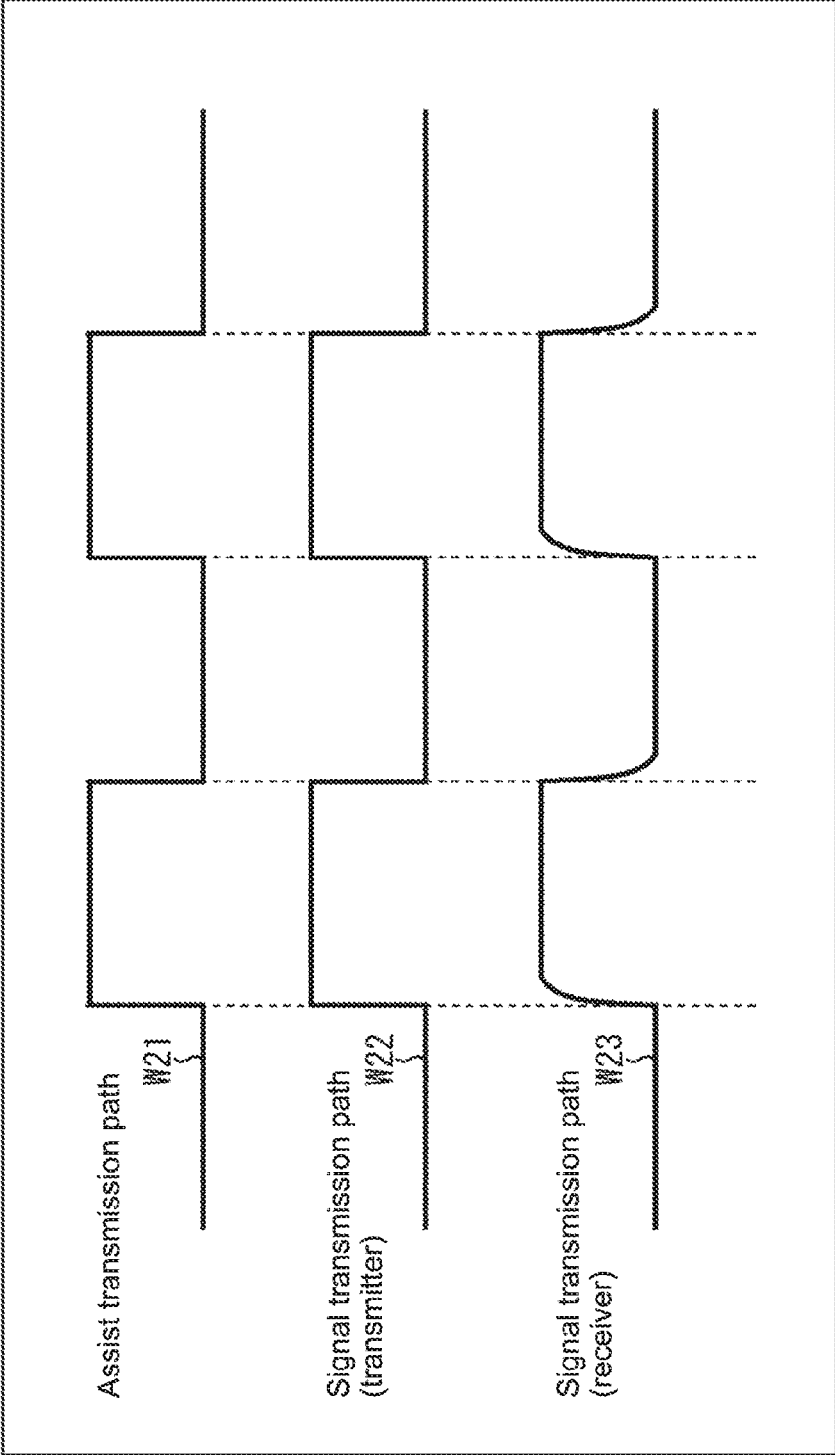 Assist transmission path
W21
Signal transmission path
(transmitter)
W22
Signal transmission path
(receiver)
W23